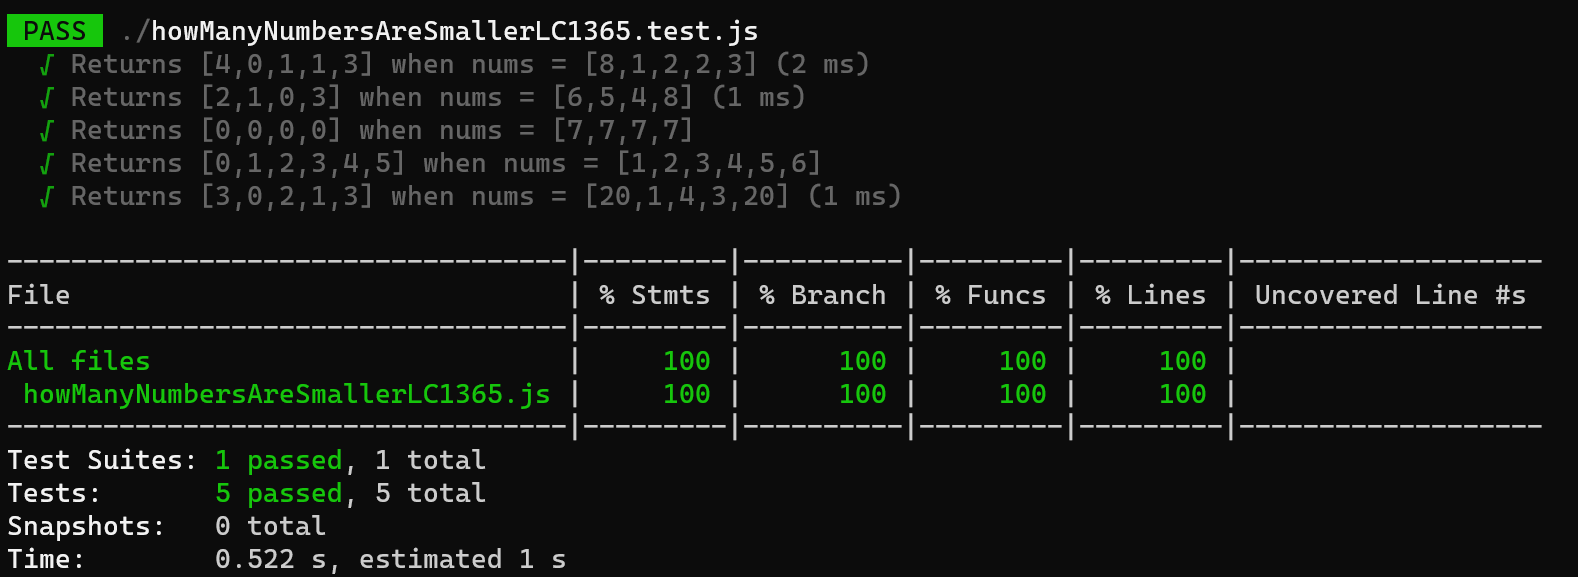 PASS ./howManyNumbersAreSmallerLC1365.test.js
√ Returns [4,0,1,1,3] when nums = [8,1,2,2,3] (2 ms)
√ Returns [2,1,0,3] when nums = [6,5,4,8] (1 ms)
√ Returns [0,0,0,0] when nums = [7,7,7,7]
√ Returns [0,1,2,3,4,5] when nums = [1,2,3,4,5,6]
√ Returns [3,0,2,1,3] when nums = [20,1,4,3,20] (1 ms)
-----------------------------------|---------|----------|---------|---------|-------------------
File                               | % Stmts | % Branch | % Funcs | % Lines | Uncovered Line #s
-----------------------------------|---------|----------|---------|---------|-------------------
All files                          |     100 |      100 |     100 |     100 |
 howManyNumbersAreSmallerLC1365.js |     100 |      100 |     100 |     100 |
-----------------------------------|---------|----------|---------|---------|-------------------
Test Suites: 1 passed, 1 total
Tests:       5 passed, 5 total
Snapshots:   0 total
Time:        0.522 s, estimated 1 s